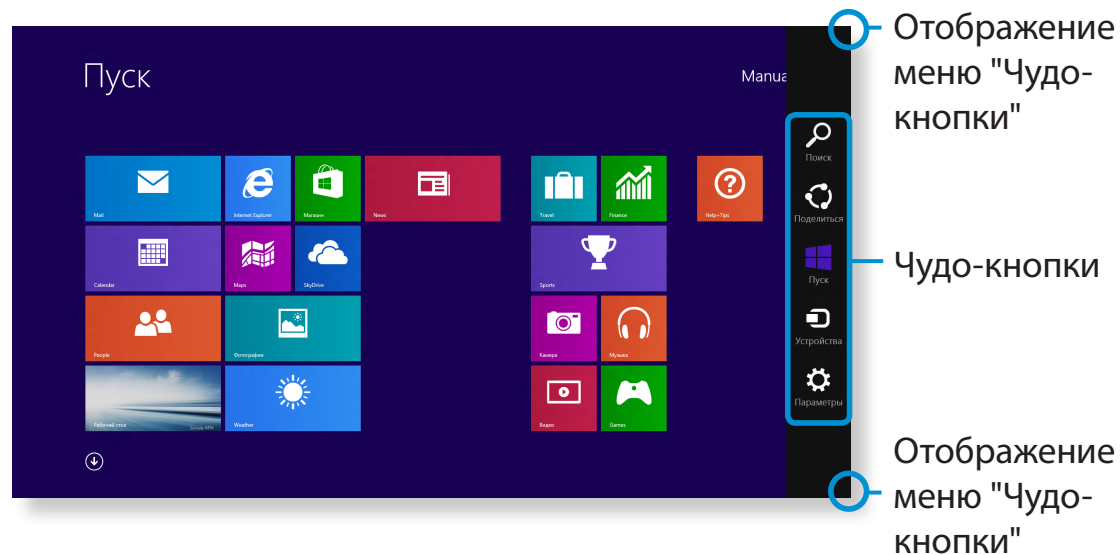 Отображение
меню "Чудо-
кнопки"
Пуск
Manua
Поиск
Поделиться
Пуск
Устройства
Параметры
Чудо-кнопки
Mail
Internet Explorer
Магазин
News
Travel
Finance
Help+Tips
Calendar
Maps
SkyDrive
Sports
People
Фотографии
Камера
Музыка
Рабочий стол
Weather
Видео
Games
Отображение
меню "Чудо-
кнопки"